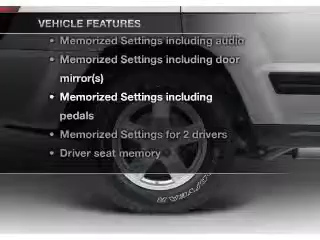 VEHICLE FEATURES
• Memorized Settings including audio
• Memorized Settings including door
mirror(s)
• Memorized Settings including
pedals
• Memorized Settings for 2 drivers
• Driver seat memory